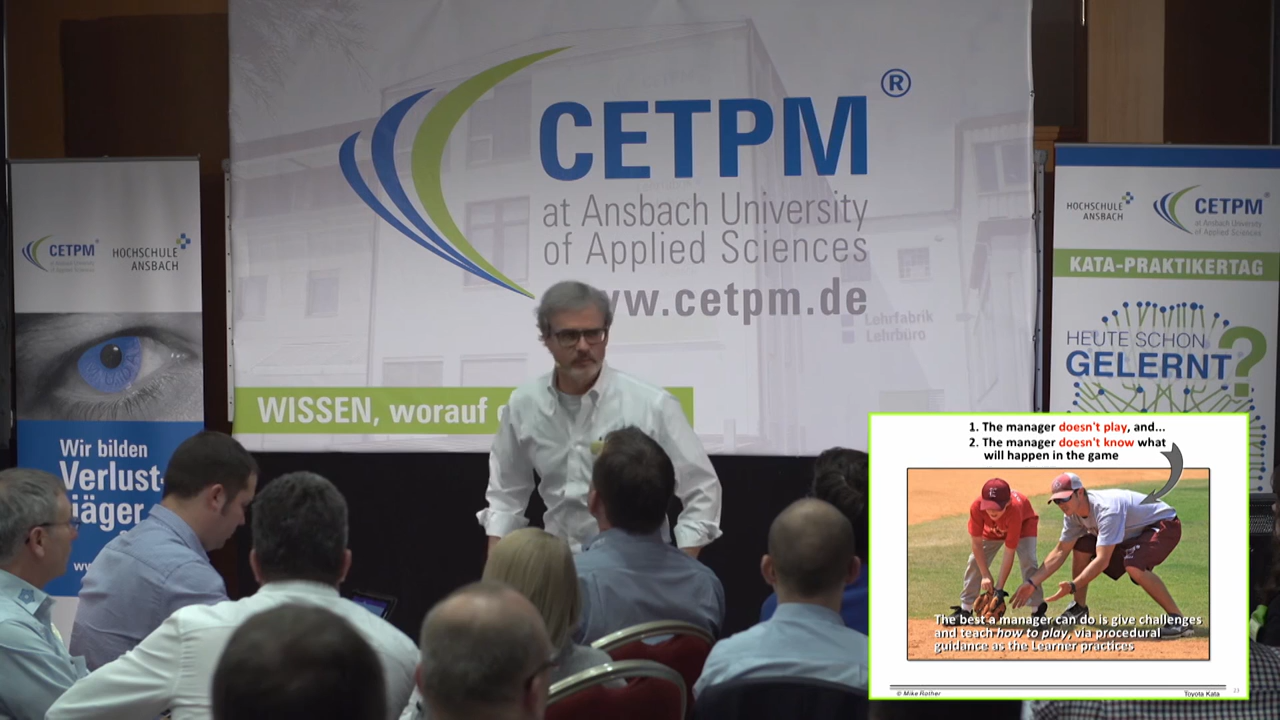 CETPM®
at Ansbach University
of Applied Sciences
www.cetpm.de
Lehrfabrik
Lehrbüro
WISSEN, worauf
CETPM
HOCHSCHULE
ANSBACH
Wir bilden
Verlust-
jäger
HOCHSCHULE
ANSBACH
CETPM®
at Ansbach University
of Applied Sciences
KATA-PRAKTIKERTAG
HEUTE SCHON
GELERNT?
1. The manager doesn't play, and...
2. The manager doesn't know what
will happen in the game
The best a manager can do is give challenges
and teach how to play, via procedural
guidance as the Learner practices
© Mike Rother
Toyota Kata
23